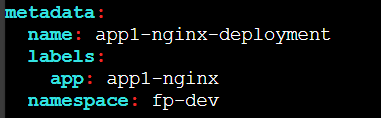 metadata:
  name: app1-nginx-deployment
  labels:
    app: app1-nginx
  namespace: fp-dev